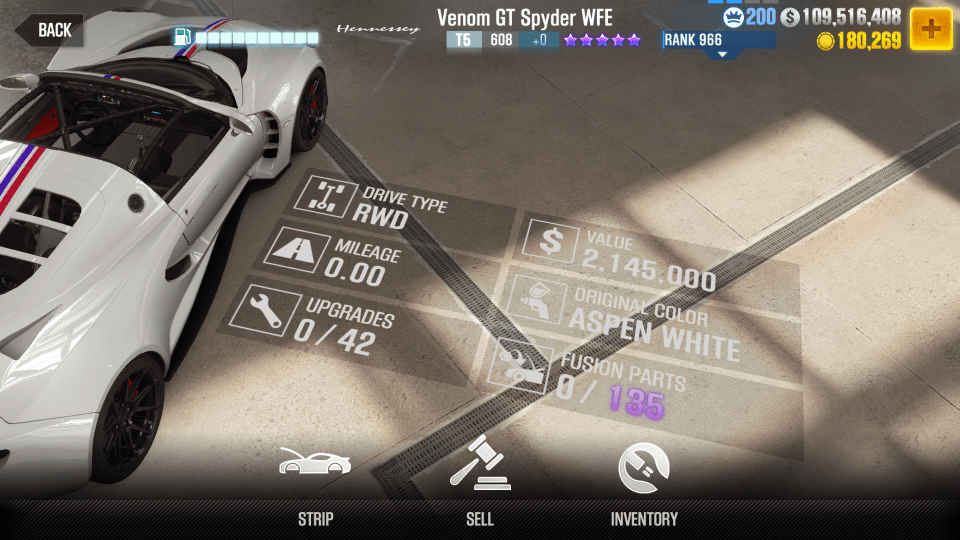 BACK
Hennessey
Venom GT Spyder WFE
T5 608 +0
RANK 966
200
109,516,408
180,269
DRIVE TYPE
RWD
MILEAGE
0.00
UPGRADES
0/42
VALUE
2,145,000
ORIGINAL COLOR
ASPEN WHITE
FUSION PARTS
0/135
STRIP
SELL
INVENTORY